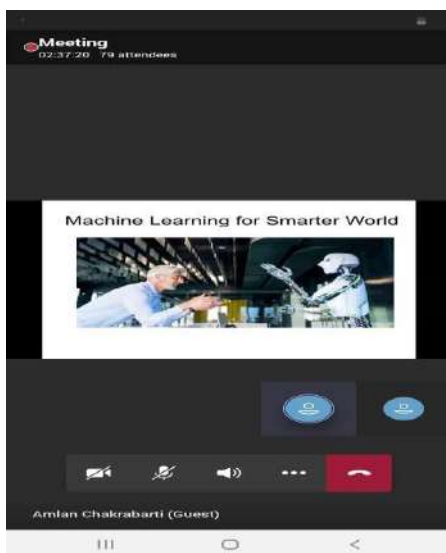 Meeting
02:37:20 79 attendees
Machine Learning for Smarter World
Amlan Chakrabarti (Guest)